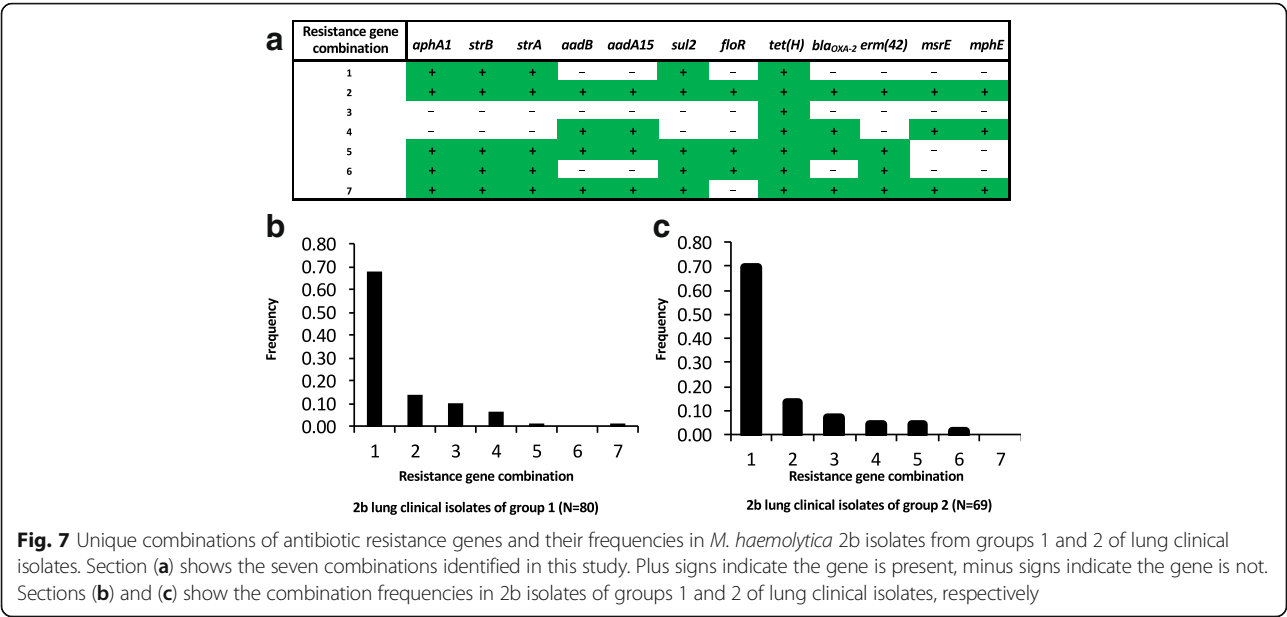 a
Resistance gene combination aphA1 strB strA aadB aadA15 sul2 floR tet(H) blaOXA-2 erm(42) msrE mphE
1 + + + – – + – + – – – –
2 + + + + + + + + + + + +
3 – – – – – – – + – – – –
4 – – – + + – – + + – + +
5 + + + + + + + + + + – –
6 + + + – – + + + – + – –
7 + + + + + + – + + + + +
b
0.80
0.70
0.60
0.50
0.40
0.30
0.20
0.10
0.00
Frequency
1 2 3 4 5 6 7
Resistance gene combination
2b lung clinical isolates of group 1 (N=80)
c
0.80
0.70
0.60
0.50
0.40
0.30
0.20
0.10
0.00
Frequency
1 2 3 4 5 6 7
Resistance gene combination
2b lung clinical isolates of group 2 (N=69)
Fig. 7 Unique combinations of antibiotic resistance genes and their frequencies in M. haemolytica 2b isolates from groups 1 and 2 of lung clinical
isolates. Section (a) shows the seven combinations identified in this study. Plus signs indicate the gene is present, minus signs indicate the gene is not.
Sections (b) and (c) show the combination frequencies in 2b isolates of groups 1 and 2 of lung clinical isolates, respectively